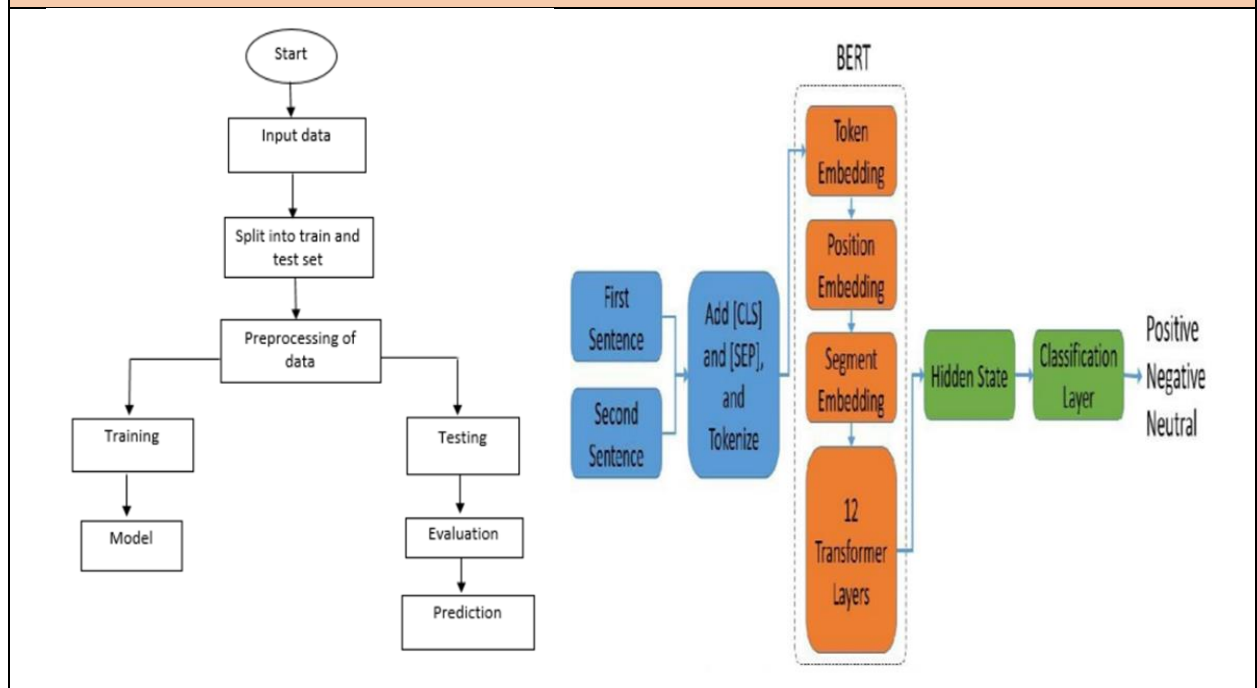 Start
Input data
Split into train and
test set
Preprocessing of
data
Training
Testing
Model
Evaluation
Prediction
BERT
First
Sentence
Second
Sentence
Add [CLS]
and [SEP],
and
Tokenize
Token
Embedding
Position
Embedding
Segment
Embedding
12
Transformer
Layers
Hidden State
Classification
Layer
Positive
Negative
Neutral